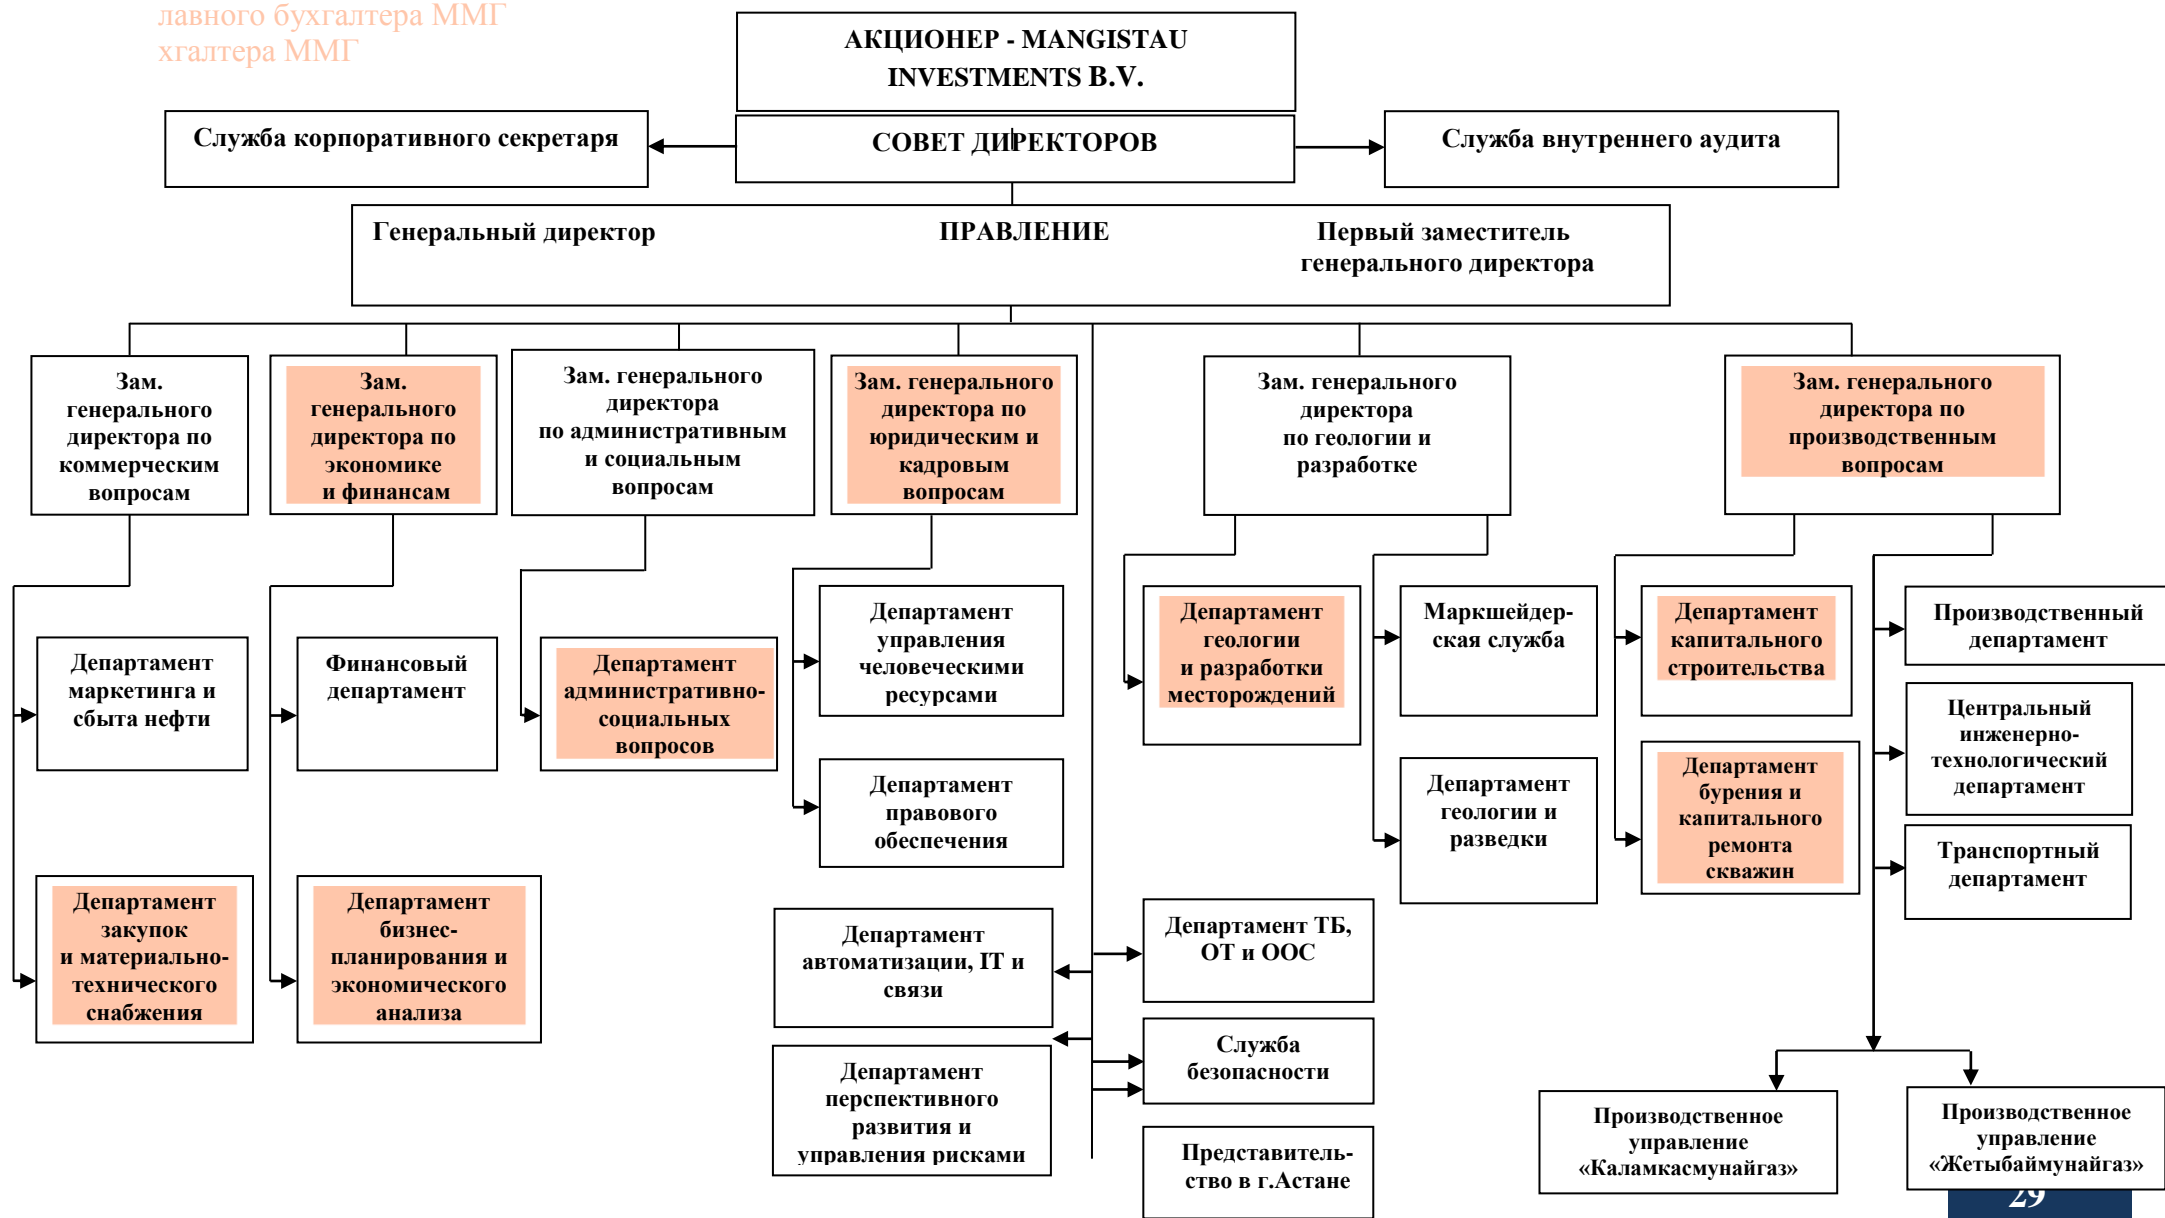 лавного бухгалтера ММГ
хгалтера ММГ
АКЦИОНЕР - MANGISTAU
INVESTMENTS B.V.
Служба корпоративного секретаря
СОВЕТ ДИРЕКТОРОВ
Служба внутреннего аудита
Генеральный директор
ПРАВЛЕНИЕ
Первый заместитель
генерального директора
Зам.
генерального
директора по
коммерческим
вопросам
Зам.
генерального
директора по
экономике
и финансам
Зам. генерального
директора
по административным
и социальным
вопросам
Зам. генерального
директора по
юридическим и
кадровым
вопросам
Зам. генерального
директора
по геологии и
разработке
Зам. генерального
директора по
производственным
вопросам
Департамент
маркетинга и
сбыта нефти
Финансовый
департамент
Департамент
административно-
социальных
вопросов
Департамент
управления
человеческими
ресурсами
Департамент
геологии
и разработки
месторождений
Маркшейдер-
ская служба
Департамент
капитального
строительства
Производственный
департамент
Центральный
инженерно-
технологический
департамент
Департамент
правового
обеспечения
Департамент
геологии и
разведки
Департамент
бурения и
капитального
ремонта
скважин
Транспортный
департамент
Департамент
закупок
и материально-
технического
снабжения
Департамент
бизнес-
планирования и
экономического
анализа
Департамент
автоматизации, IT и
связи
Департамент ТБ,
ОТ и ООС
Служба
безопасности
Департамент
перспективного
развития и
управления рисками
Представитель-
ство в г.Астане
Производственное
управление
«Каламкасмунайгаз»
Производственное
управление
«Жетыбаймунайгаз»
29